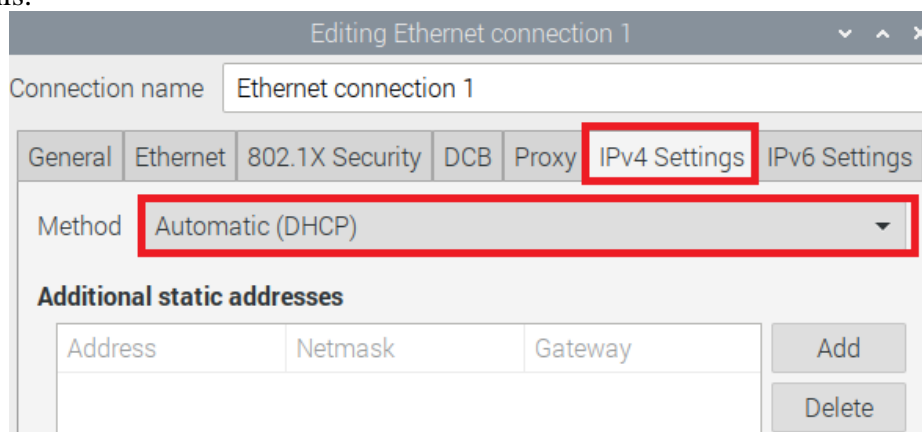 Editing Ethernet connection 1
Connection name Ethernet connection 1
General Ethernet 802.1X Security DCB Proxy IPv4 Settings IPv6 Settings
Method Automatic (DHCP)
Additional static addresses
Address Netmask Gateway Add
Delete